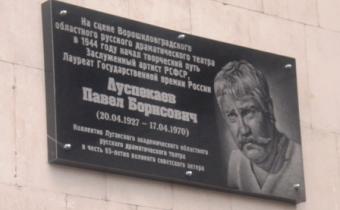 На сцене Ворошиловградского
областного русского драматического театра
в 1944 году начал творческий путь
Заслуженный артист РСФСР,
Лауреат Государственной премии России
Луспекаев
Павел Борисович
(20.04.1927 - 17.04.1970)
Коллектив Луганского академического областного
русского драматического театра
в честь 85-летия великого советского актера